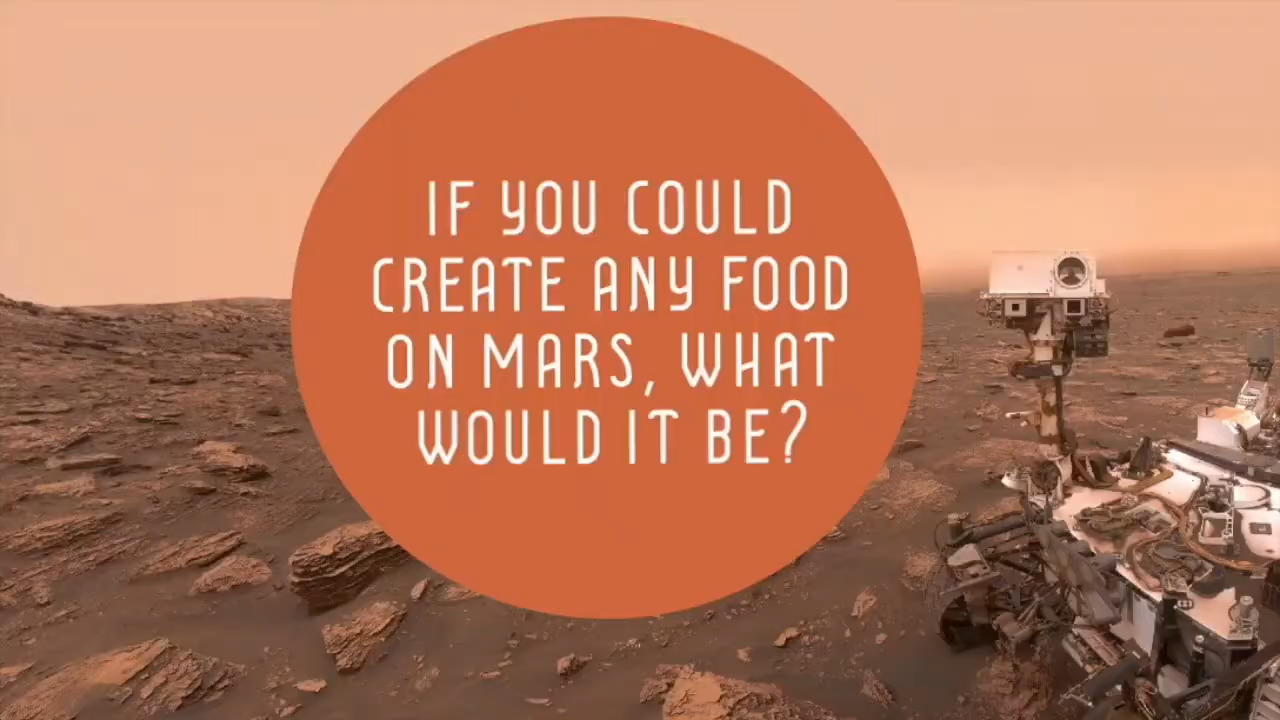 IF YOU COULD
CREATE ANY FOOD
ON MARS, WHAT
WOULD IT BE?